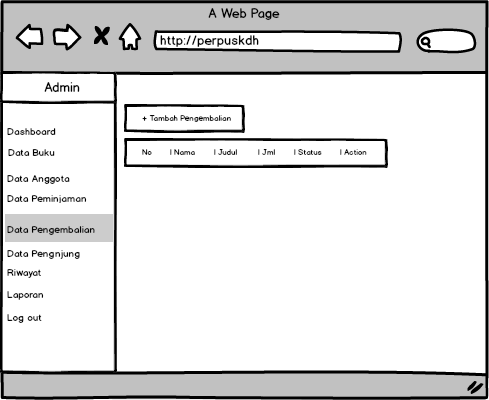 A Web Page
http://perpuskdh
Admin
Dashboard
Data Buku
Data Anggota
Data Peminjaman
Data Pengembalian
Data Pengnjung
Riwayat
Laporan
Log out
+ Tambah Pengembalian
No | Nama | Judul | Jml | Status | Action